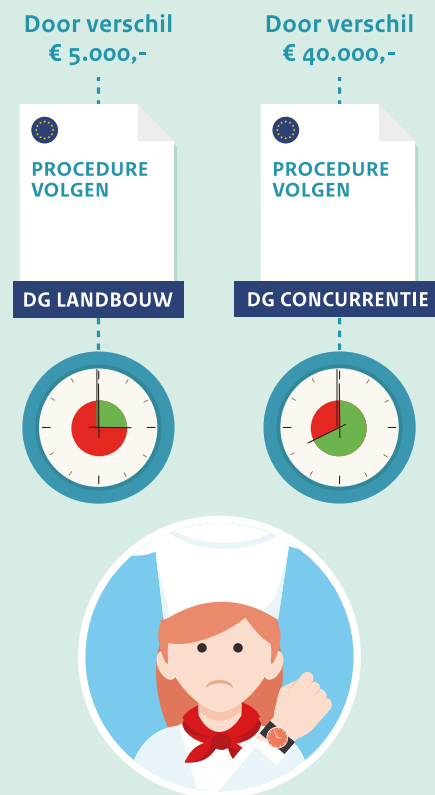 Door verschil
€ 5.000,-
PROCEDURE
VOLGEN
DG LANDBOUW
Door verschil
€ 40.000,-
PROCEDURE
VOLGEN
DG CONCURRENTIE